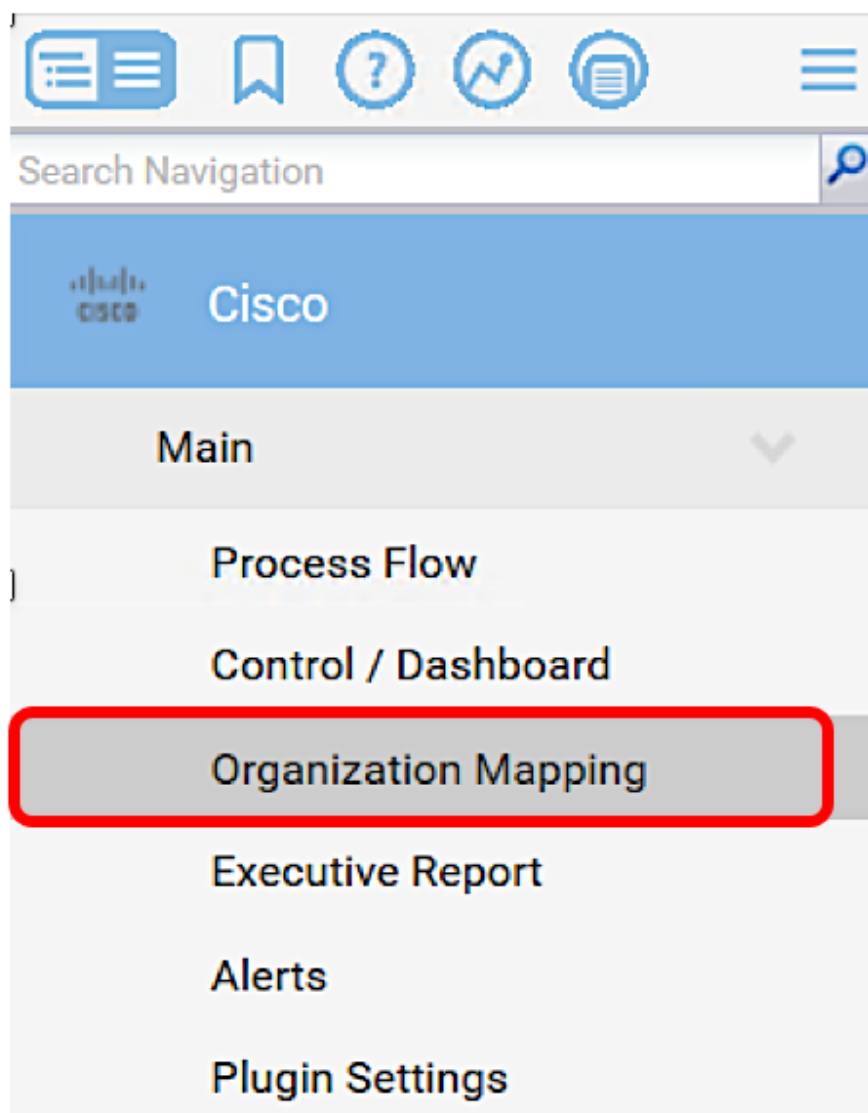 ?
Search Navigation
CISCO Cisco
Main
Process Flow
Control / Dashboard
Organization Mapping
Executive Report
Alerts
Plugin Settings